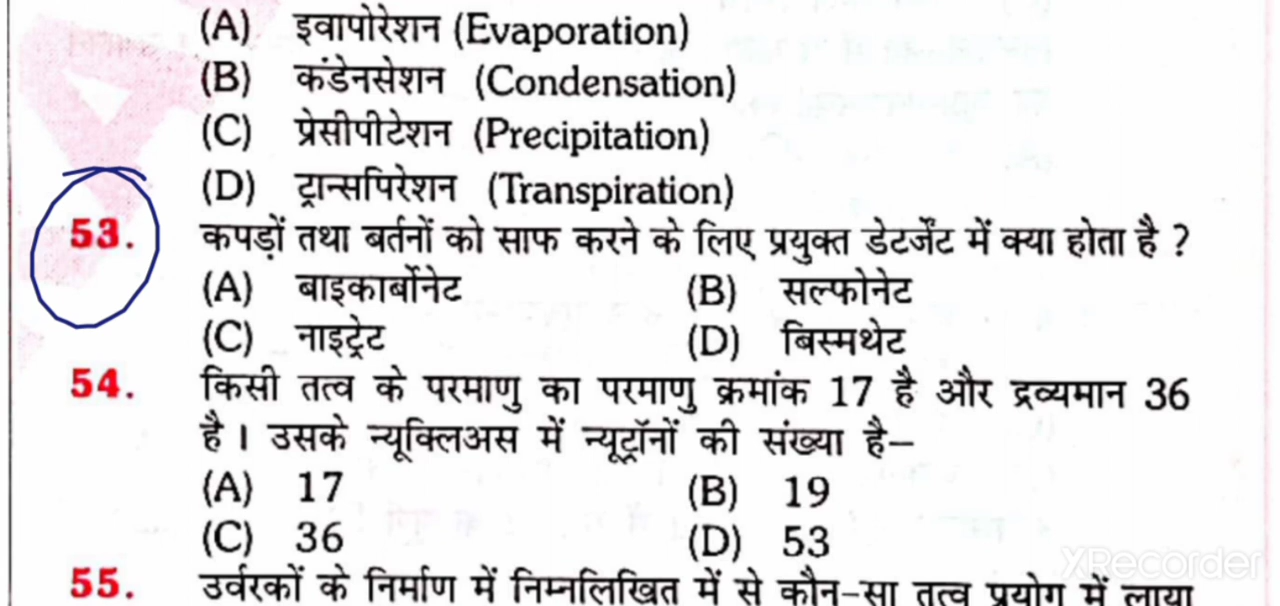 (A) इवापोरेशन (Evaporation)
(B) कंडेनसेशन (Condensation)
(C) प्रेसीपीटेशन (Precipitation)
(D) ट्रान्सपिरेशन (Transpiration)
53. कपड़ों तथा बर्तनों को साफ करने के लिए प्रयुक्त डेटर्जेंट में क्या होता है ?
(A) बाइकार्बोनेट (B) सल्फोनेट
(C) नाइट्रेट (D) बिस्मथेट
54. किसी तत्व के परमाणु का परमाणु क्रमांक 17 है और द्रव्यमान 36
है । उसके न्यूक्लिअस में न्यूट्रॉनों की संख्या है–
(A) 17 (B) 19
(C) 36 (D) 53
XRecorder
55. उर्वरकों के निर्माण में निम्नलिखित में से कौन-सा तत्व प्रयोग में लाया